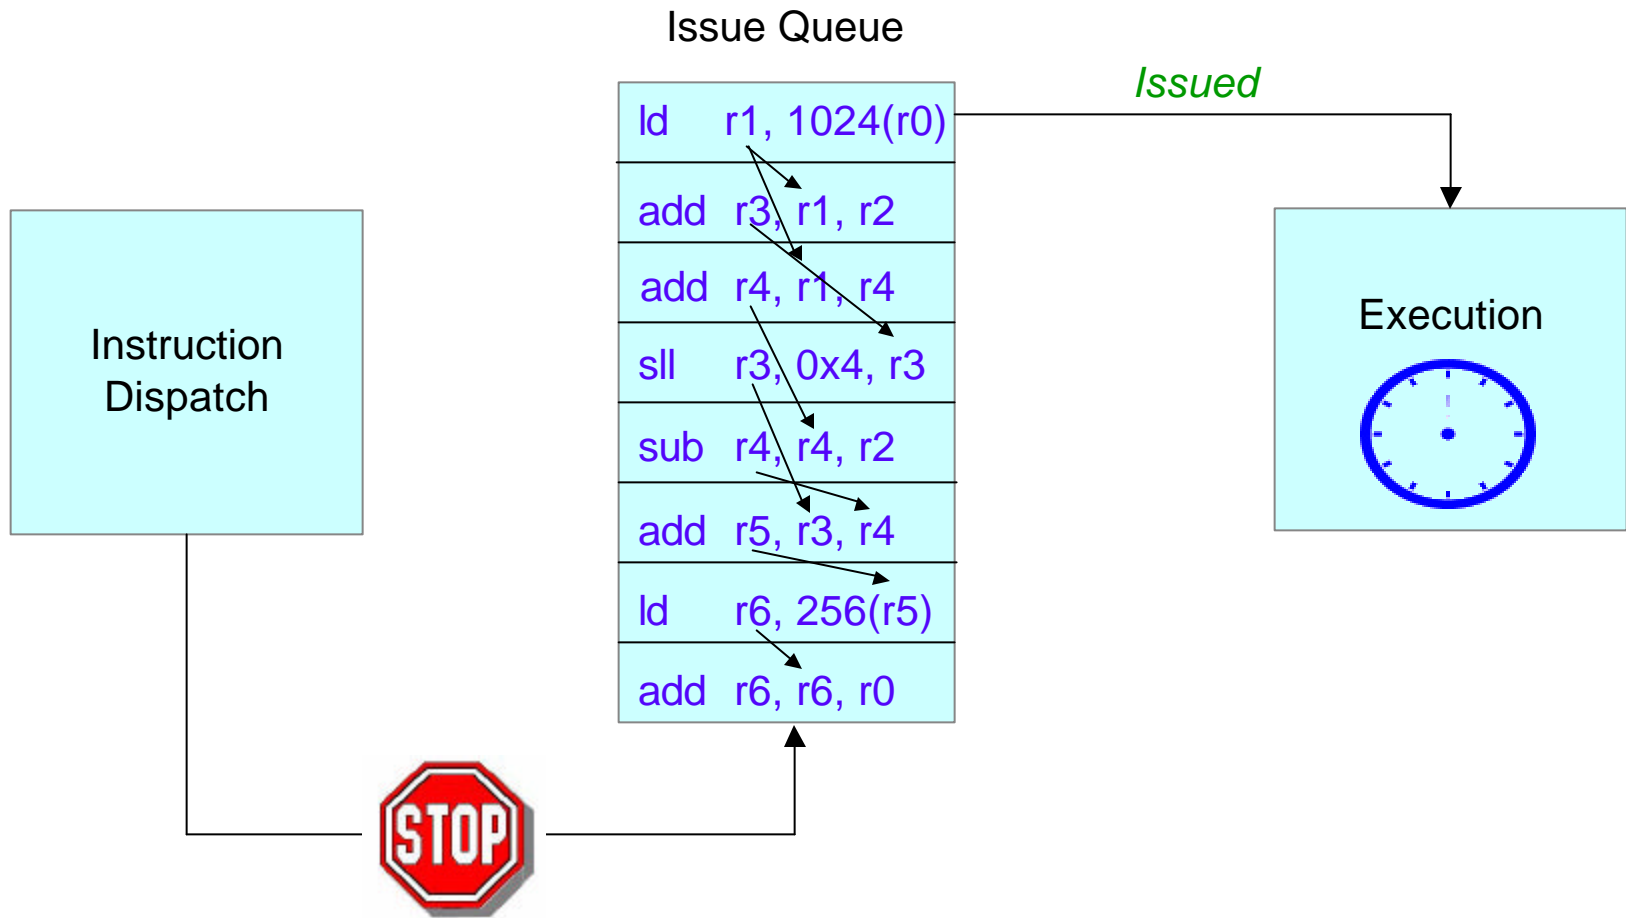 Issue Queue
Issued
ld r1, 1024(r0)
add r3, r1, r2
add r4, r1, r4
sll r3, 0x4, r3
sub r4, r4, r2
add r5, r3, r4
ld r6, 256(r5)
add r6, r6, r0
Instruction
Dispatch
Execution
STOP